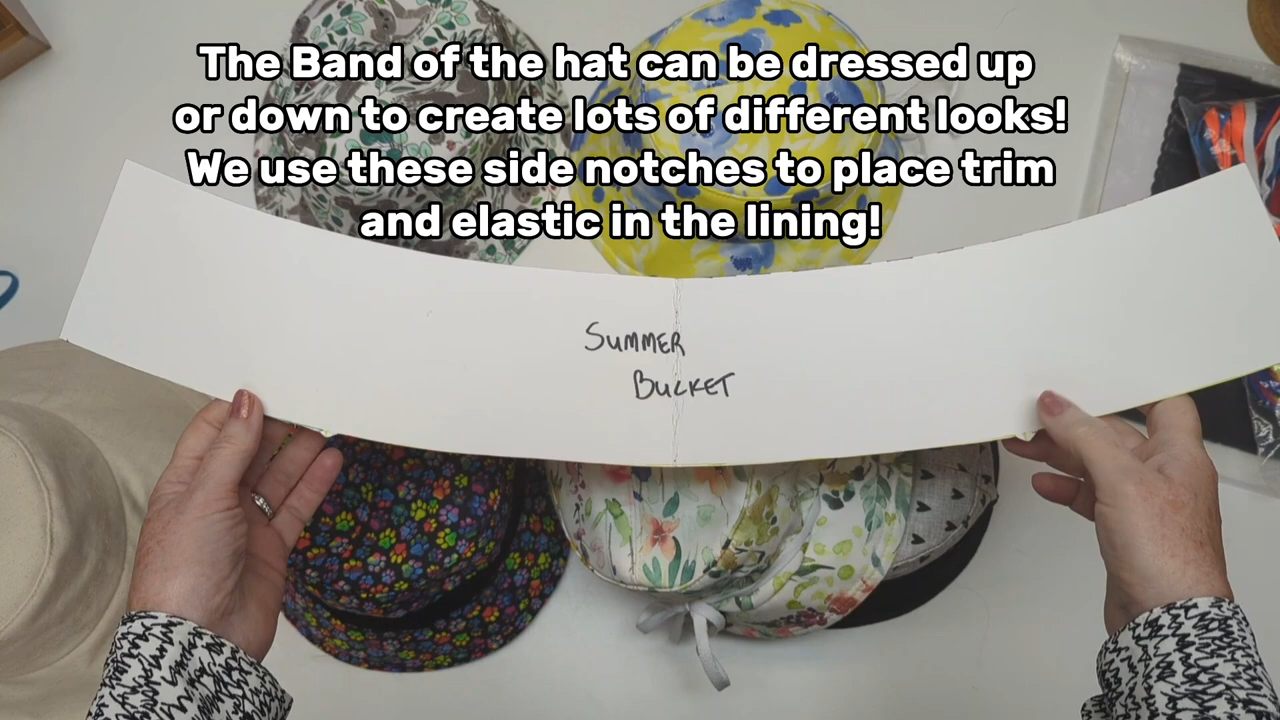 The Band of the hat can be dressed up
or down to create lots of different looks!
We use these side notches to place trim
and elastic in the lining!
SUMMER
BUCKET